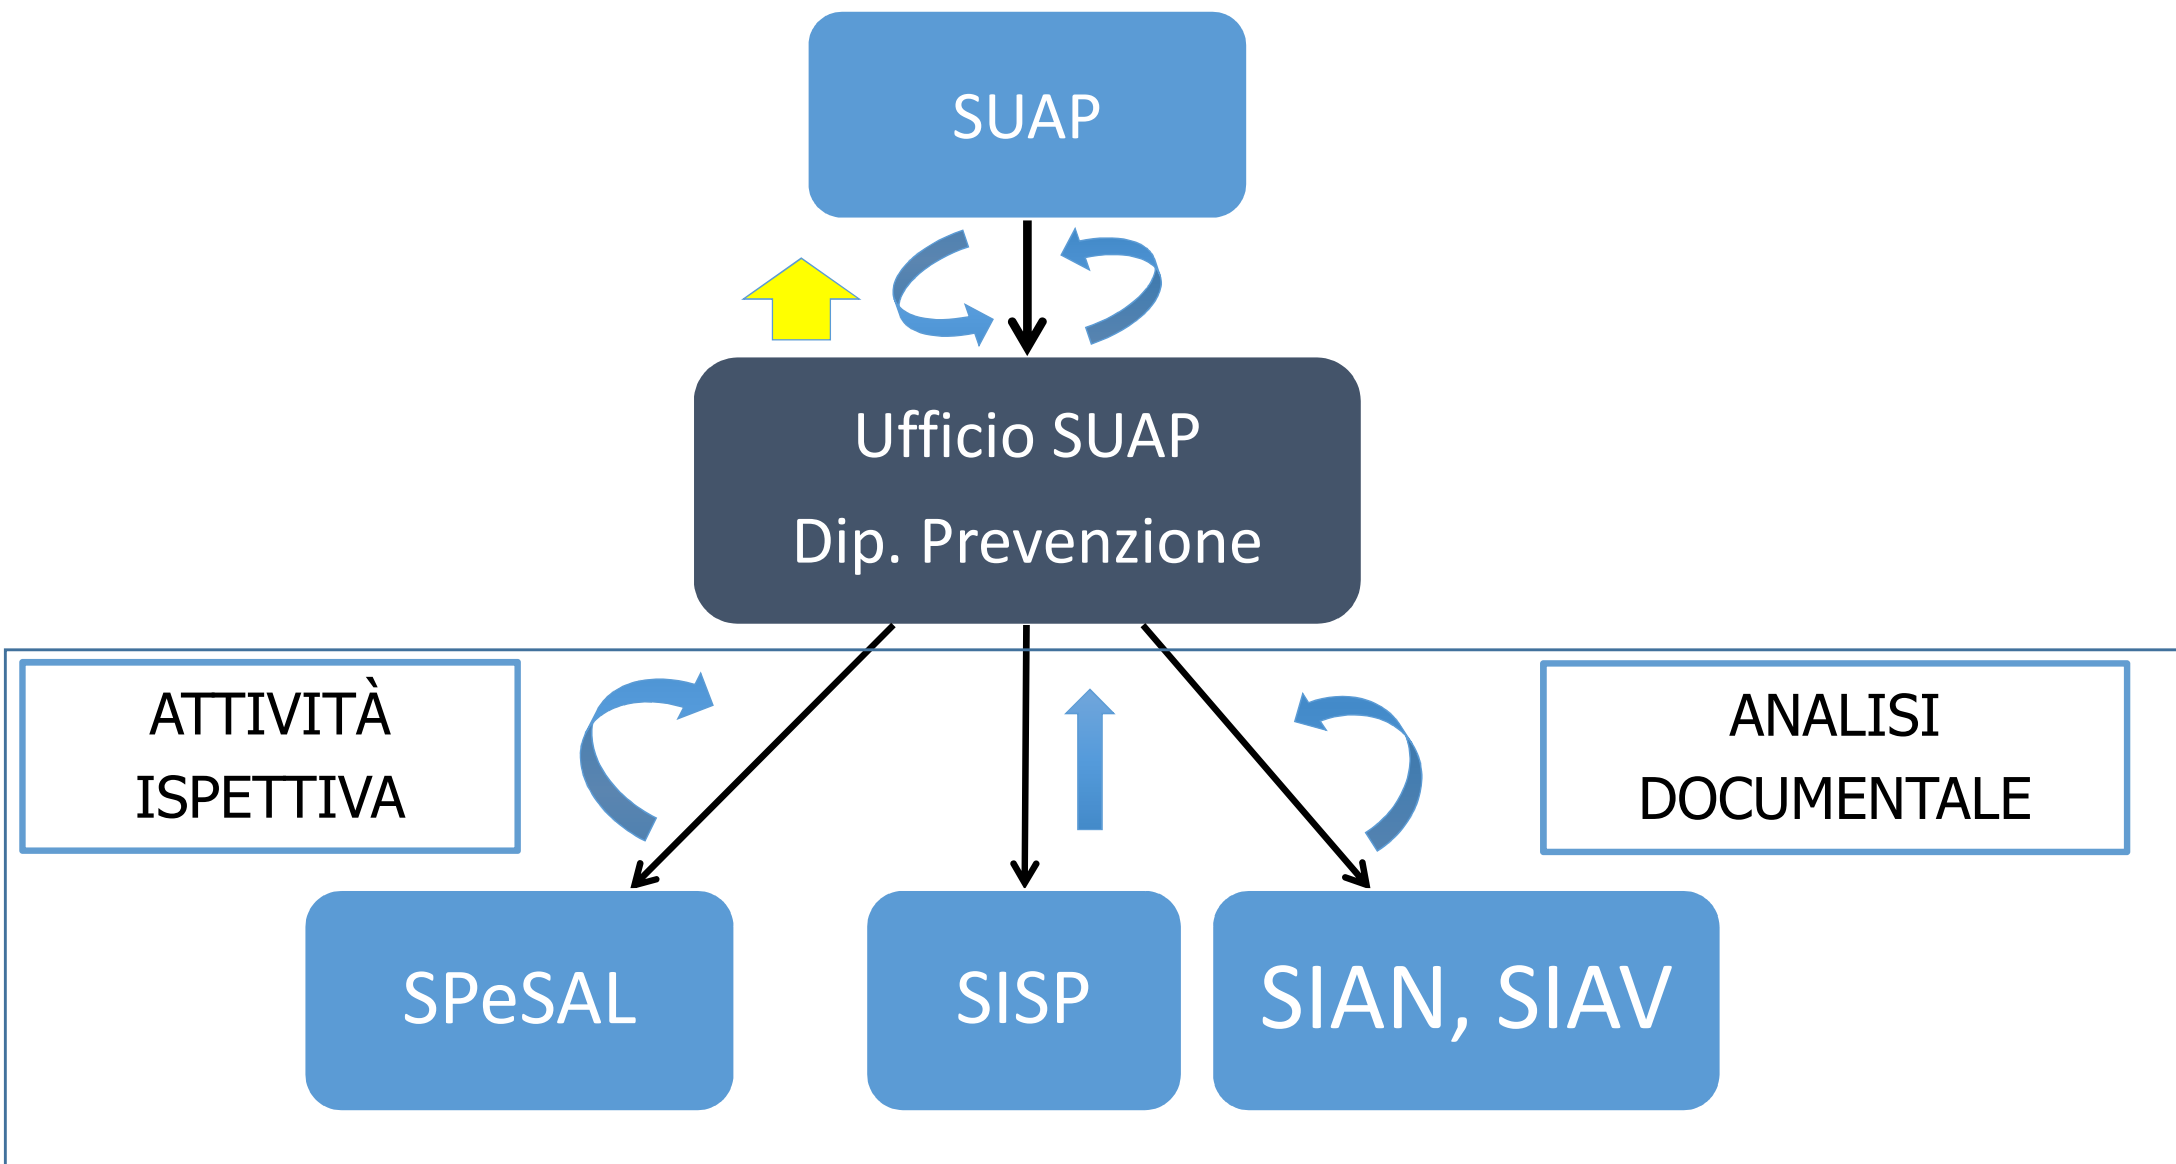 SUAP
Ufficio SUAP
Dip. Prevenzione
ATTIVITÀ
ISPETTIVA
ANALISI
DOCUMENTALE
SPeSAL
SISP
SIAN, SIAV